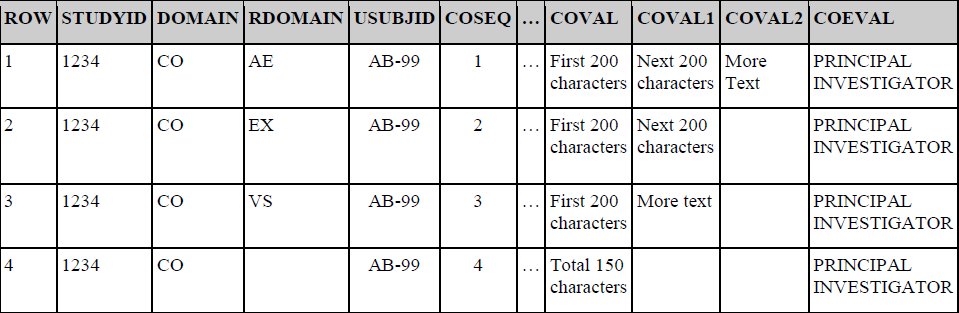 ROW STUDYID DOMAIN RDOMAIN USUBJID COSEQ … COVAL COVAL1 COVAL2 COEVAL
1 1234 CO AE AB-99 1 … First 200 Next 200 More PRINCIPAL
characters characters Text INVESTIGATOR
2 1234 CO EX AB-99 2 … First 200 Next 200 PRINCIPAL
characters characters INVESTIGATOR
3 1234 CO VS AB-99 3 … First 200 More text PRINCIPAL
characters INVESTIGATOR
4 1234 CO AB-99 4 … Total 150 PRINCIPAL
characters INVESTIGATOR